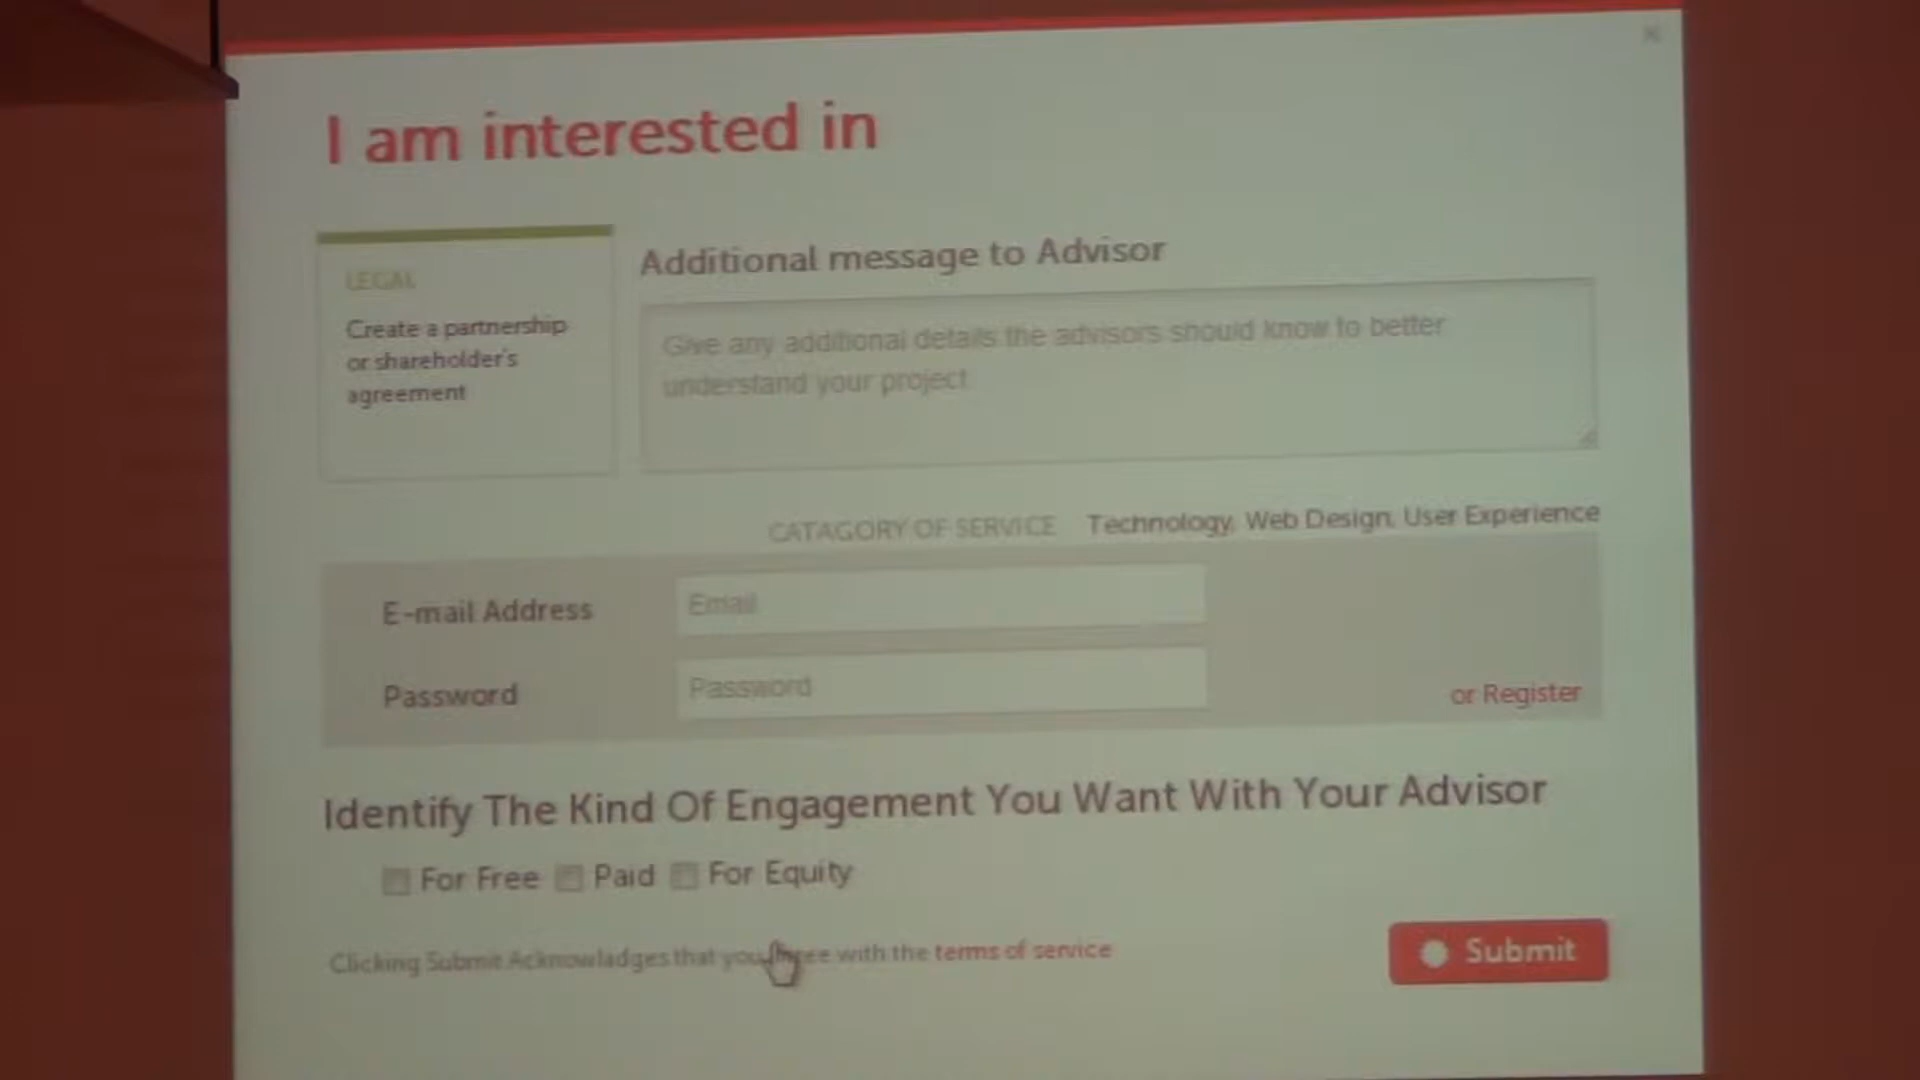 I am interested in
LEGAL
Create a partnership
or shareholder's
agreement
Additional message to Advisor
Give any additional details the advisors should know to better
understand your project
CATAGORY OF SERVICE Technology, Web Design, User Experience
E-mail Address Email
Password Password
or Register
Identify The Kind Of Engagement You Want With Your Advisor
For Free Paid For Equity
Clicking Submit Acknowladges that you agree with the terms of service
Submit